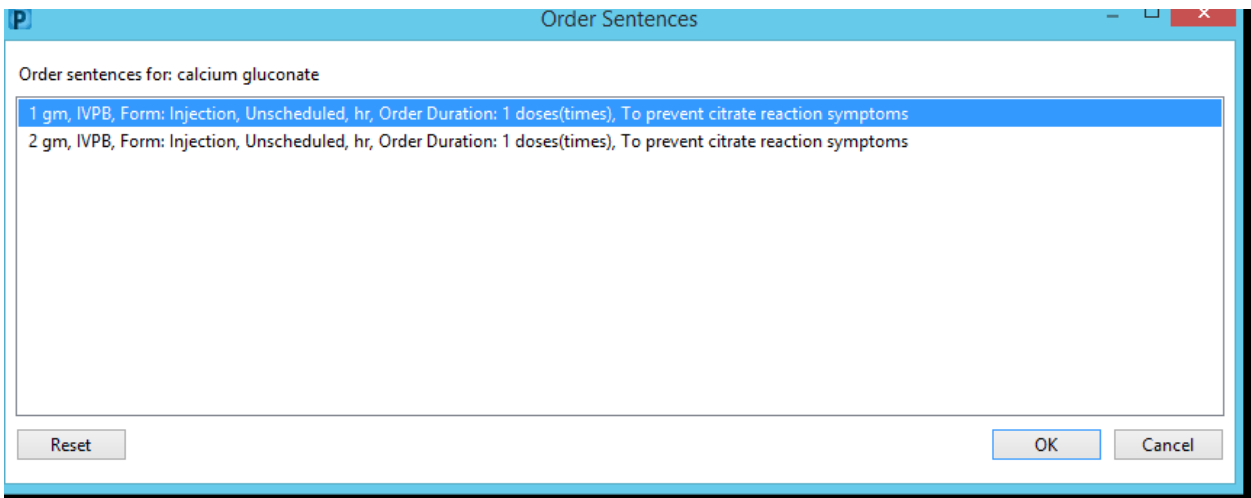 P
Order Sentences
Order sentences for: calcium gluconate
1 gm, IVPB, Form: Injection, Unscheduled, hr, Order Duration: 1 doses(times), To prevent citrate reaction symptoms
2 gm, IVPB, Form: Injection, Unscheduled, hr, Order Duration: 1 doses(times), To prevent citrate reaction symptoms
Reset
OK
Cancel